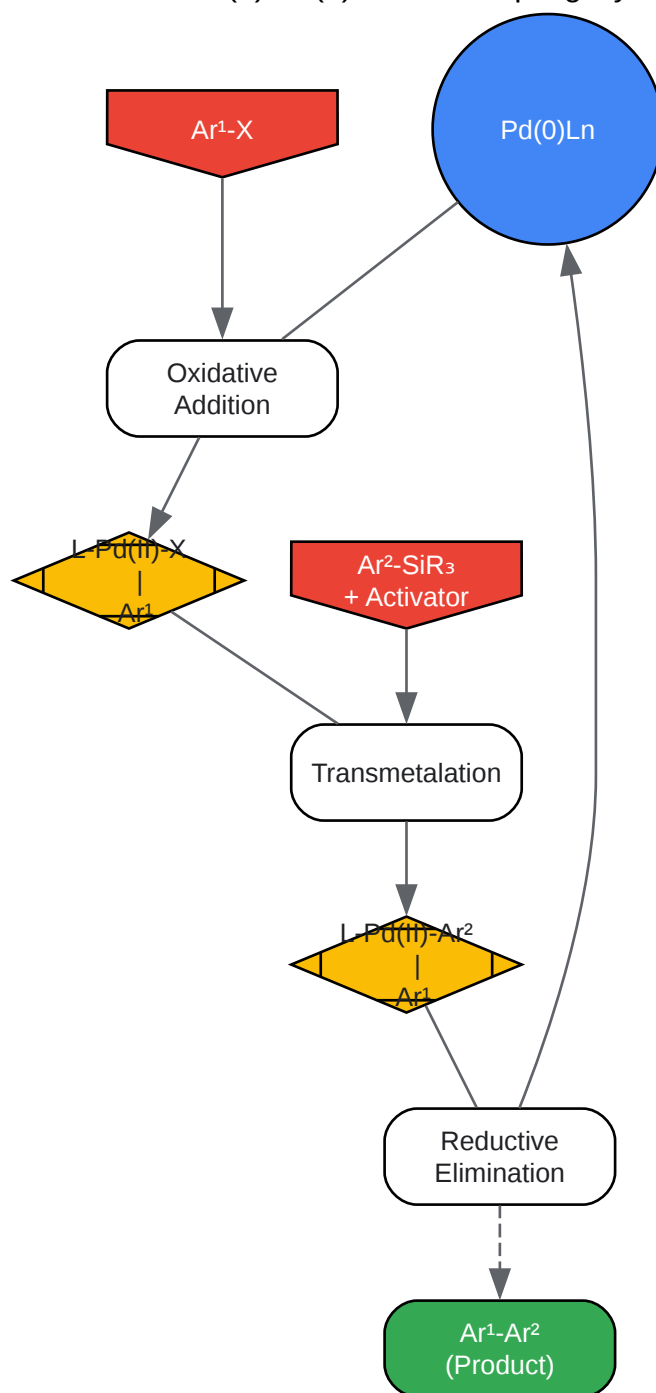 Ar¹-X
Pd(0)Ln
Oxidative
Addition
L-Pd(II)-X
|
Ar¹
Ar²-SiR₃
+ Activator
Transmetalation
L-Pd(II)-Ar²
|
Ar¹
Reductive
Elimination
Ar¹-Ar²
(Product)